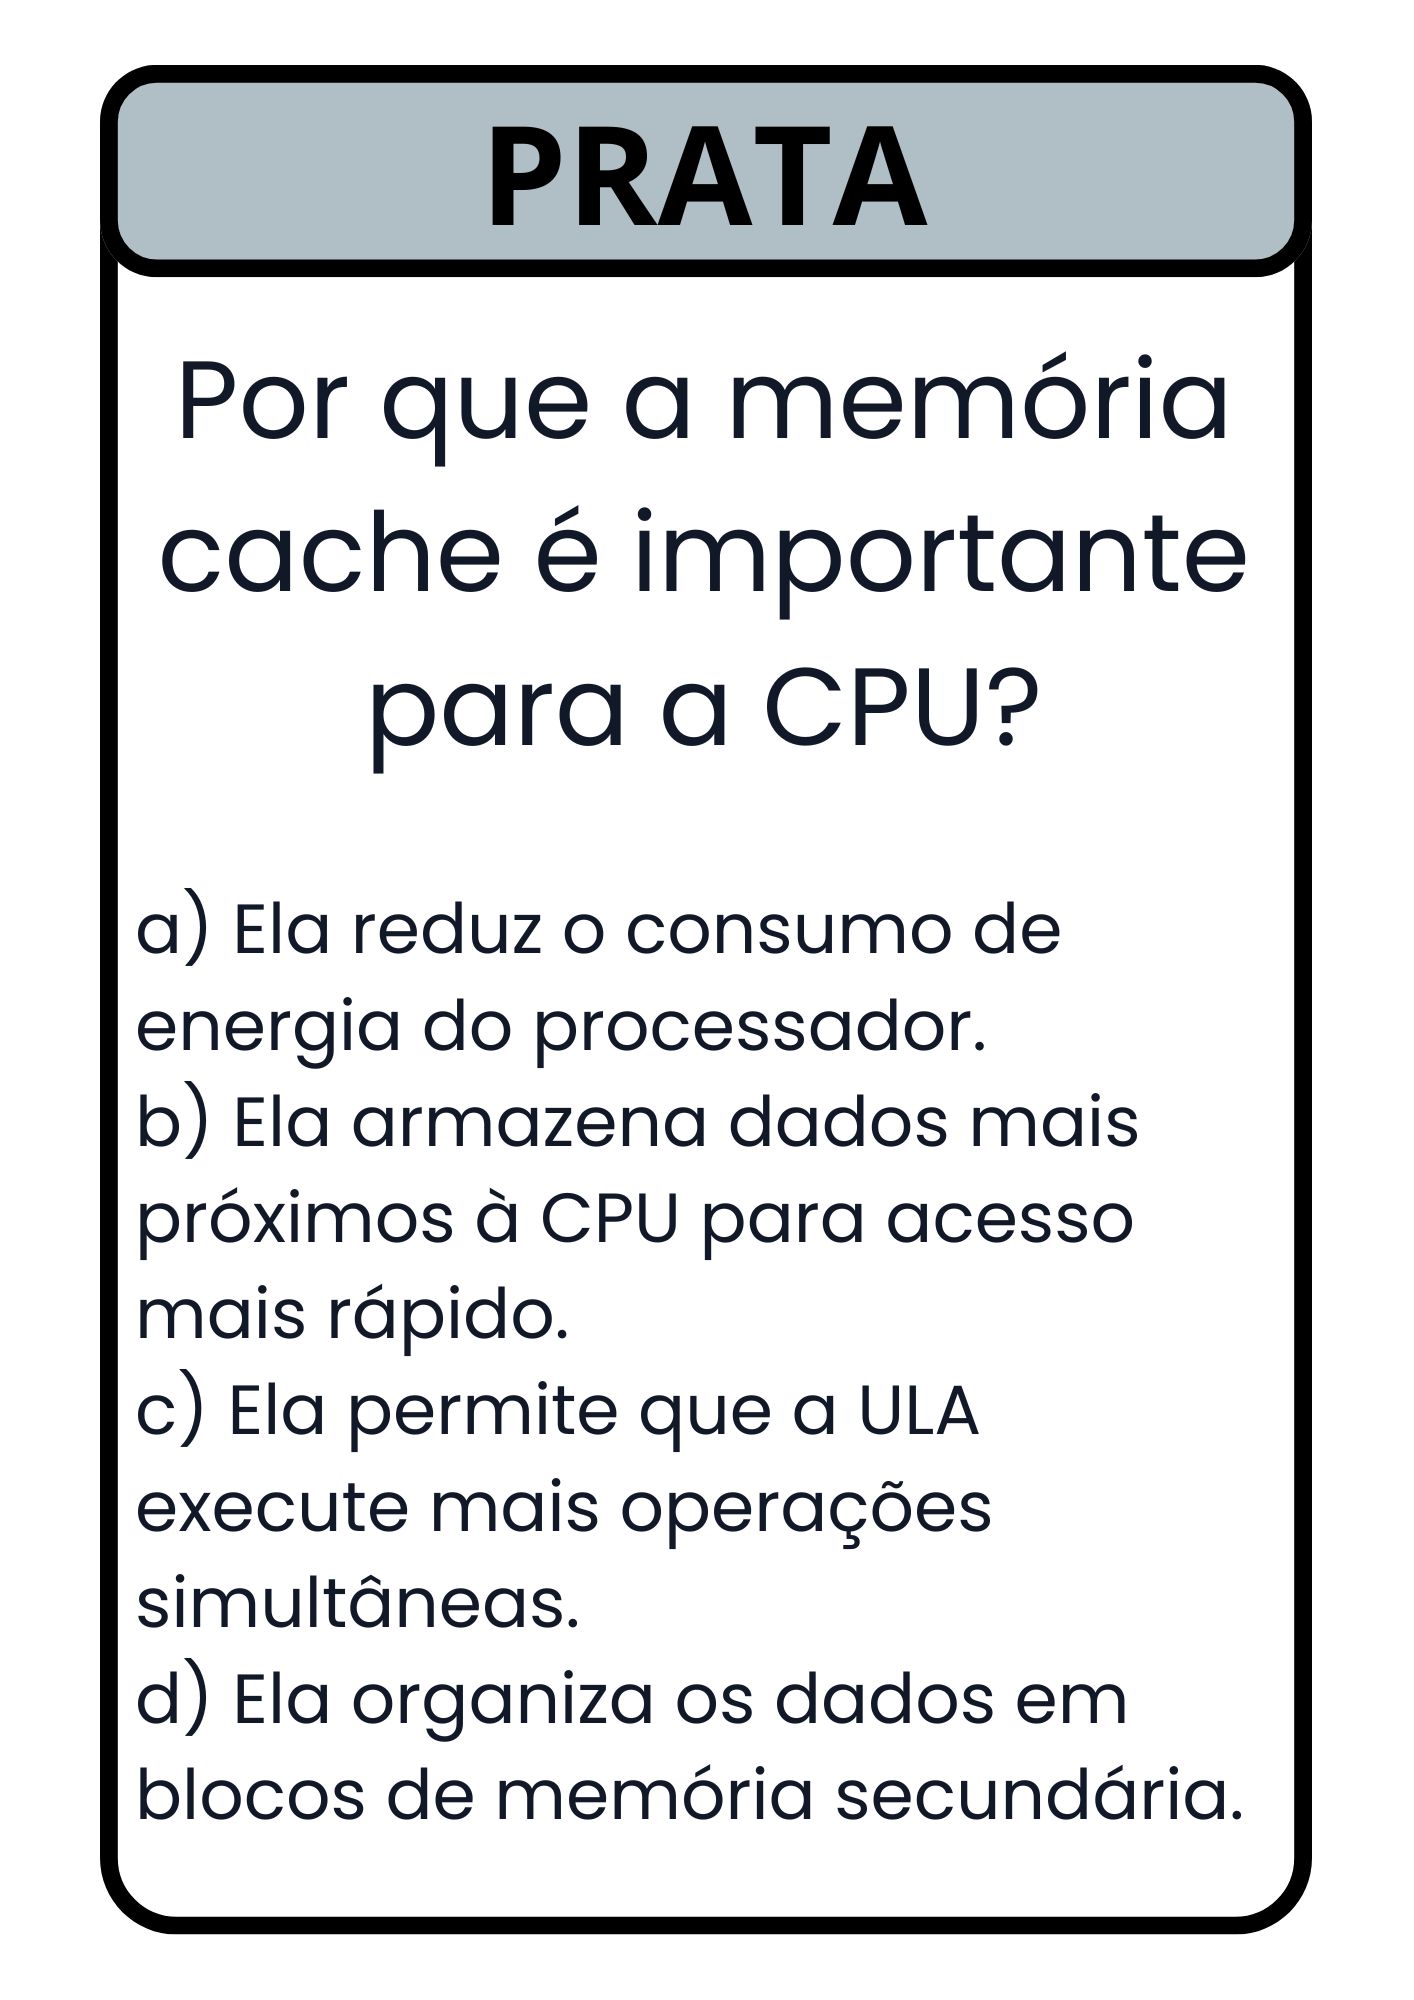 PRATA
Por que a memória
cache é importante
para a CPU?
a) Ela reduz o consumo de
energia do processador.
b) Ela armazena dados mais
próximos à CPU para acesso
mais rápido.
c) Ela permite que a ULA
execute mais operações
simultâneas.
d) Ela organiza os dados em
blocos de memória secundária.